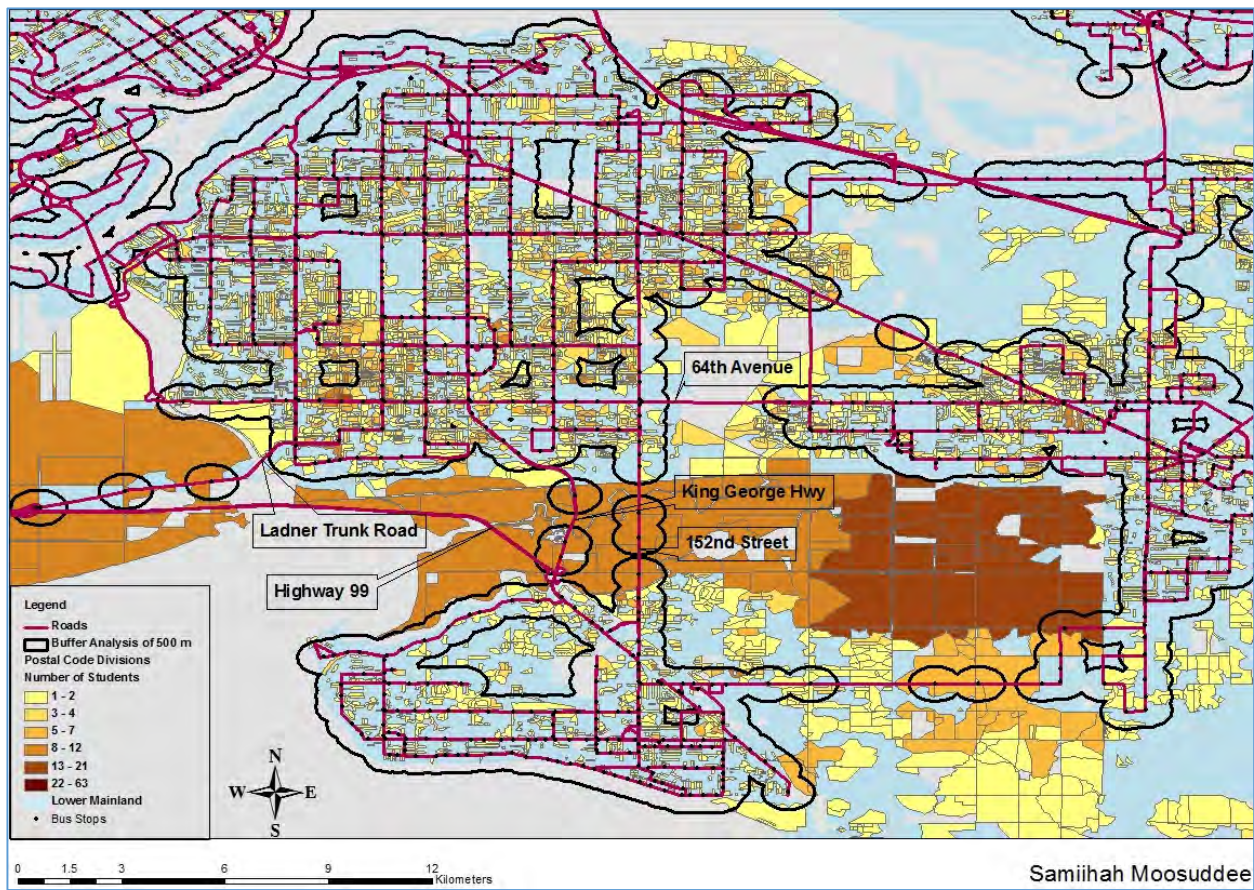 64th Avenue
King George Hwy
Ladner Trunk Road
152nd Street
Highway 99
Legend
Roads
Buffer Analysis of 500 m
Postal Code Divisions
Number of Students
1 - 2
3 - 4
5 - 7
8 - 12
13 - 21
22 - 63
Lower Mainland
Bus Stops
N
W E
S
0 1.5 3 6 9 12
Kilometers
Samiihah Moosuddee